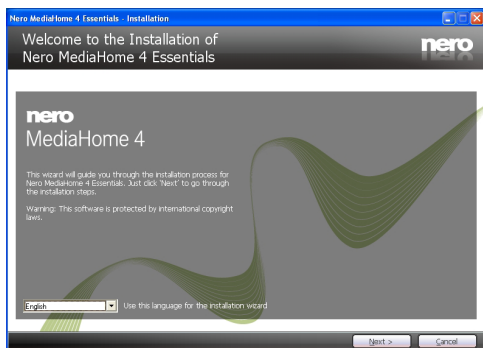 Nero MediaHome 4 Essentials - Installation
Welcome to the Installation of
Nero MediaHome 4 Essentials
nero
nero
MediaHome 4
This wizard will guide you through the installation process for
Nero MediaHome 4 Essentials. Just click 'Next' to go through
the installation steps.
Warning: This software is protected by international copyright
laws.
English
Use this language for the installation wizard
Next >
Cancel